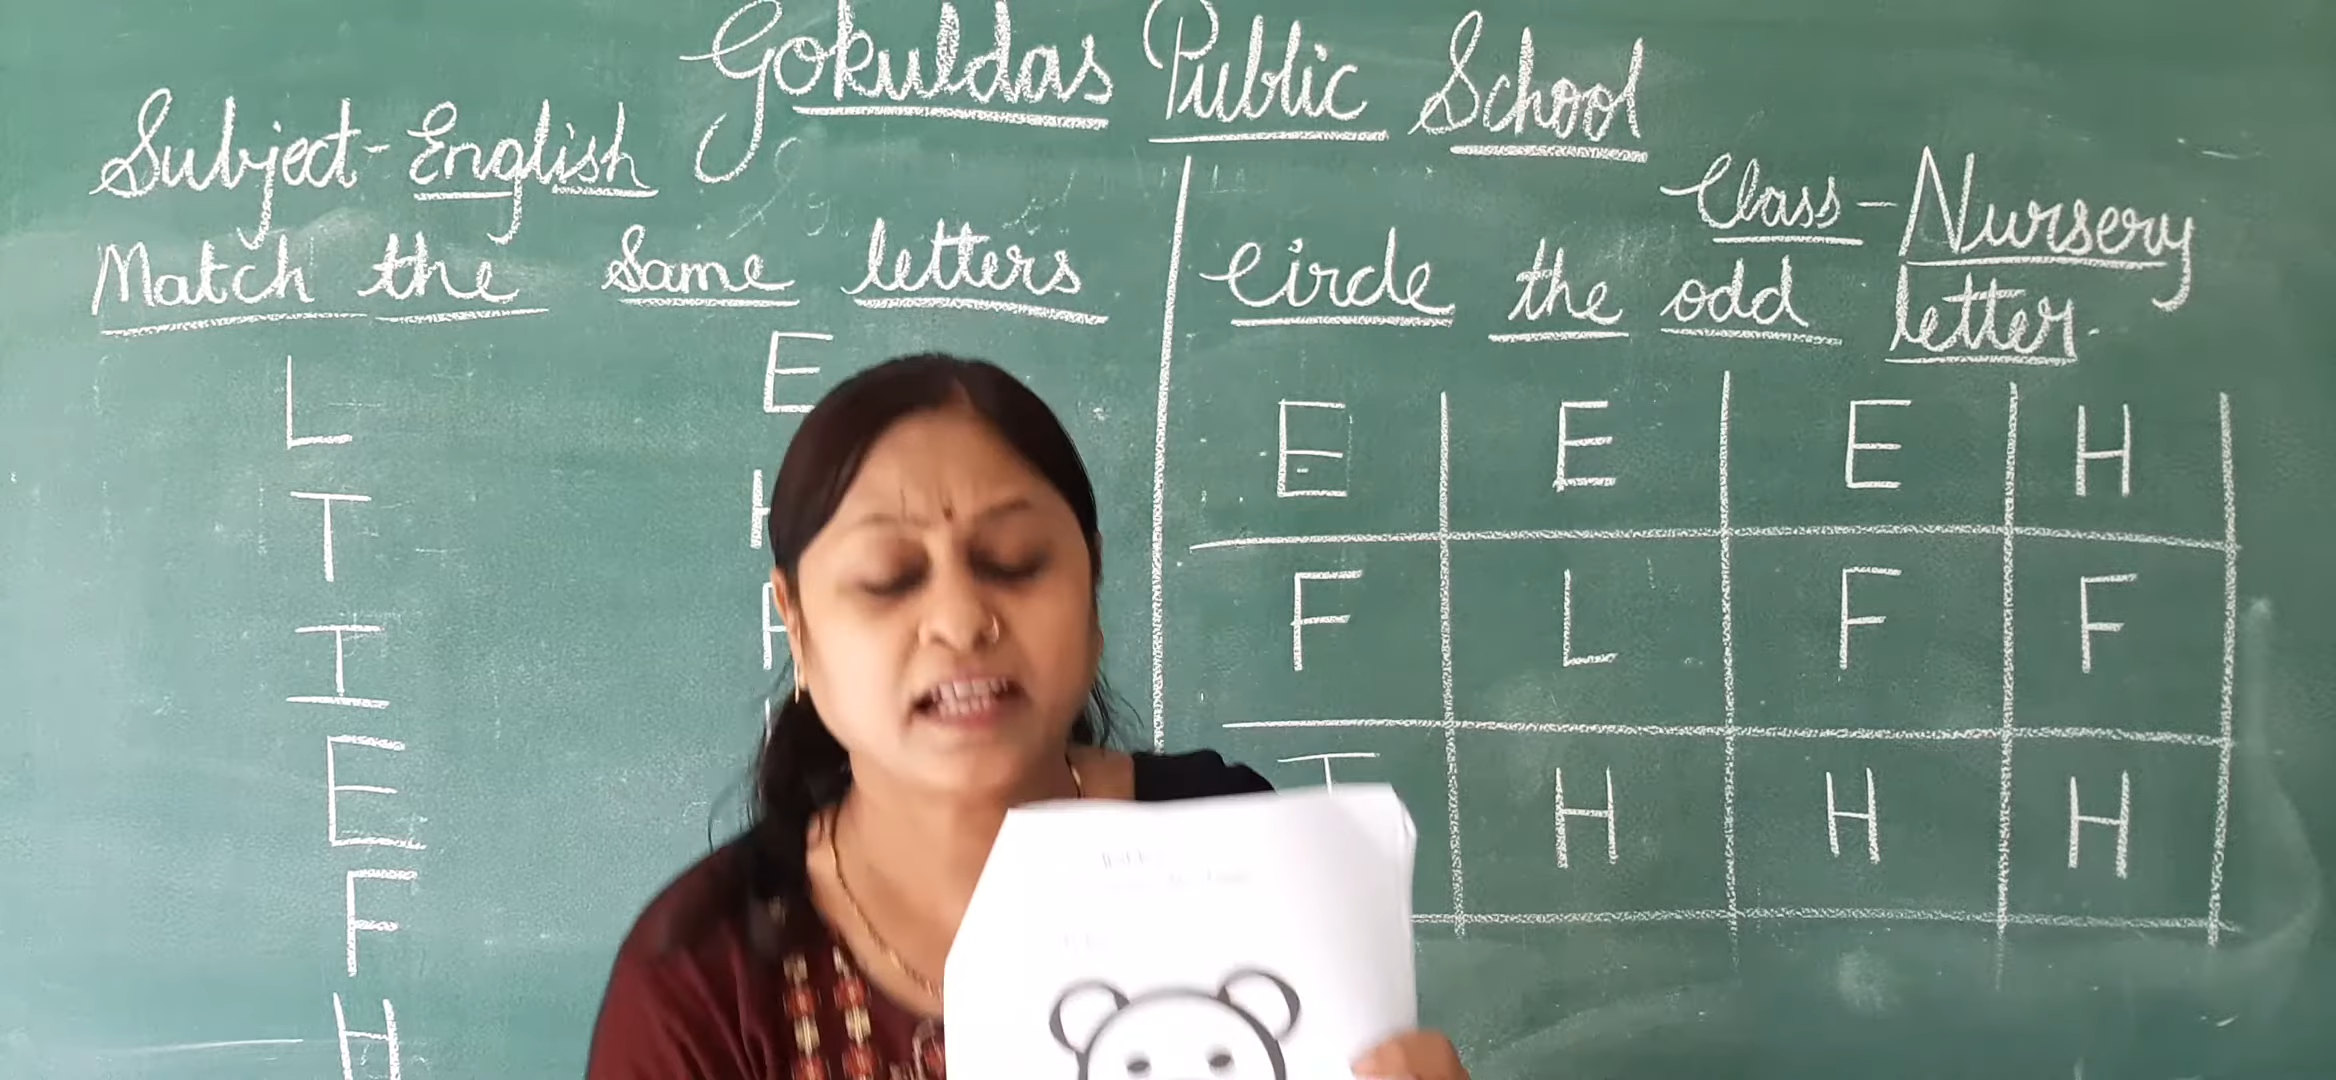 Gokuldas Public School
Subject-English
Class-Nursery
Match the same letters
L
T
I
E
F
H
E
Circle the odd letter.
E E E H
F L F F
H H H